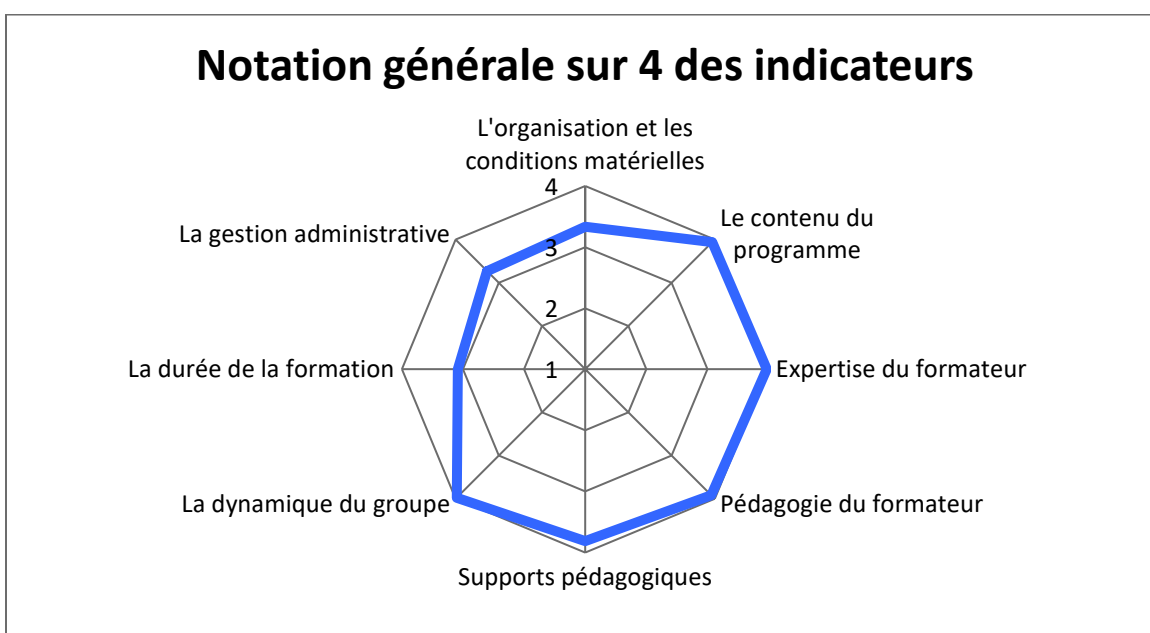 Notation générale sur 4 des indicateurs
L'organisation et les
conditions matérielles
4
3
2
1
Le contenu du
programme
Expertise du formateur
Pédagogie du formateur
Supports pédagogiques
La dynamique du groupe
La durée de la formation
La gestion administrative